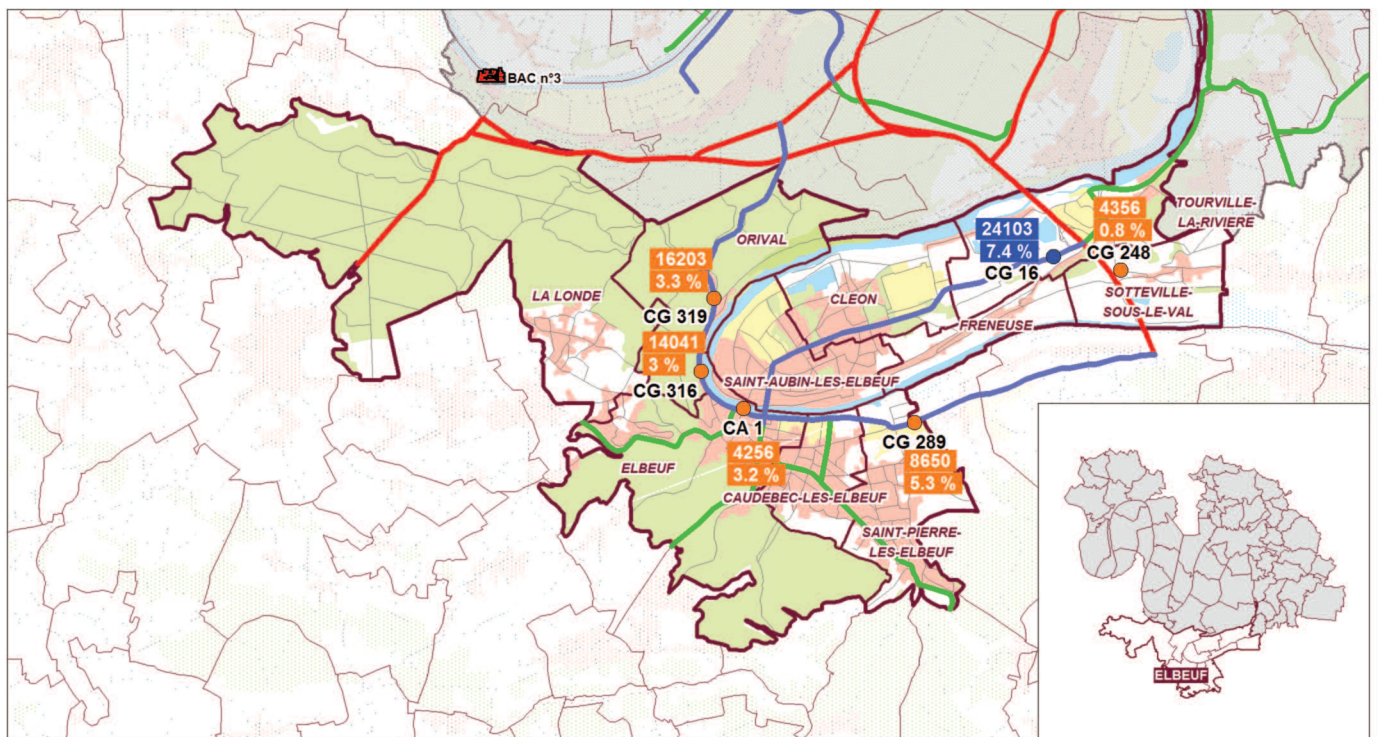 BAC n°3
TOURVILLE-
LA-RIVIERE
4356
0.8 %
CG 248
24103
7.4 %
CG 16
ORIVAL
16203
3.3 %
CG 319
LA LONDE
CLEON
SOTTEVILLE-
SOUS-LE-VAL
FRENEUSE
14041
3 %
CG 316
SAINT-AUBIN-LES-ELBEUF
CA 1
4256
3.2 %
CG 289
8650
5.3 %
ELBEUF
CAUDEBEC-LES-ELBEUF
SAINT-PIERRE-
LES-ELBEUF
ELBEUF